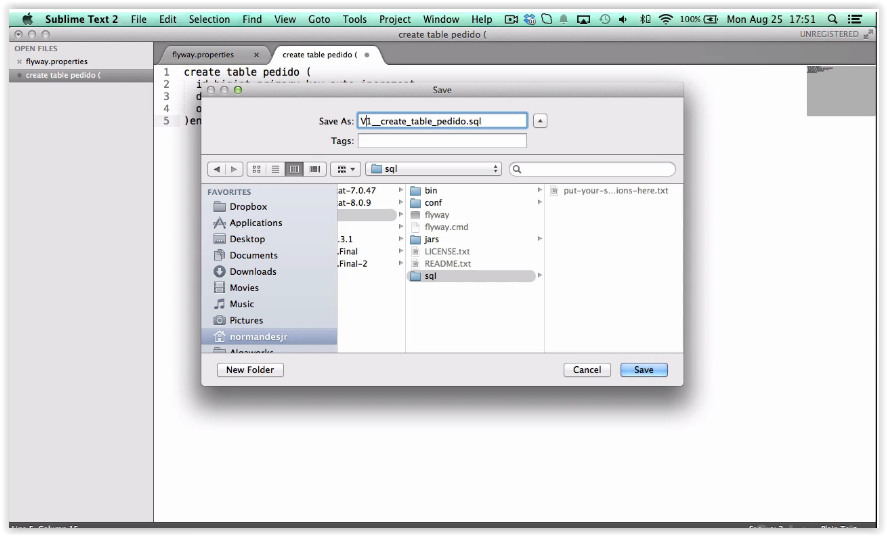 Sublime Text 2 File Edit Selection Find View Goto Tools Project Window Help 100% Mon Aug 25 17:51
create table pedido ( UNREGISTERED
OPEN FILES
flyway.properties
create table pedido (
flyway.properties × create table pedido (
1 create table pedido (
2
3 d
4 o
5 )en
Save
Save As: V1__create_table_pedido.sql
Tags:
sql
FAVORITES
Dropbox
Applications
Desktop
Documents
Downloads
Movies
Music
Pictures
normandesjr
Algaworks
at-7.0.47
at-8.0.9
.3.1
.Final
.Final-2
bin
conf
flyway
flyway.cmd
jars
LICENSE.txt
README.txt
sql
put-your-s...ions-here.txt
New Folder Cancel Save